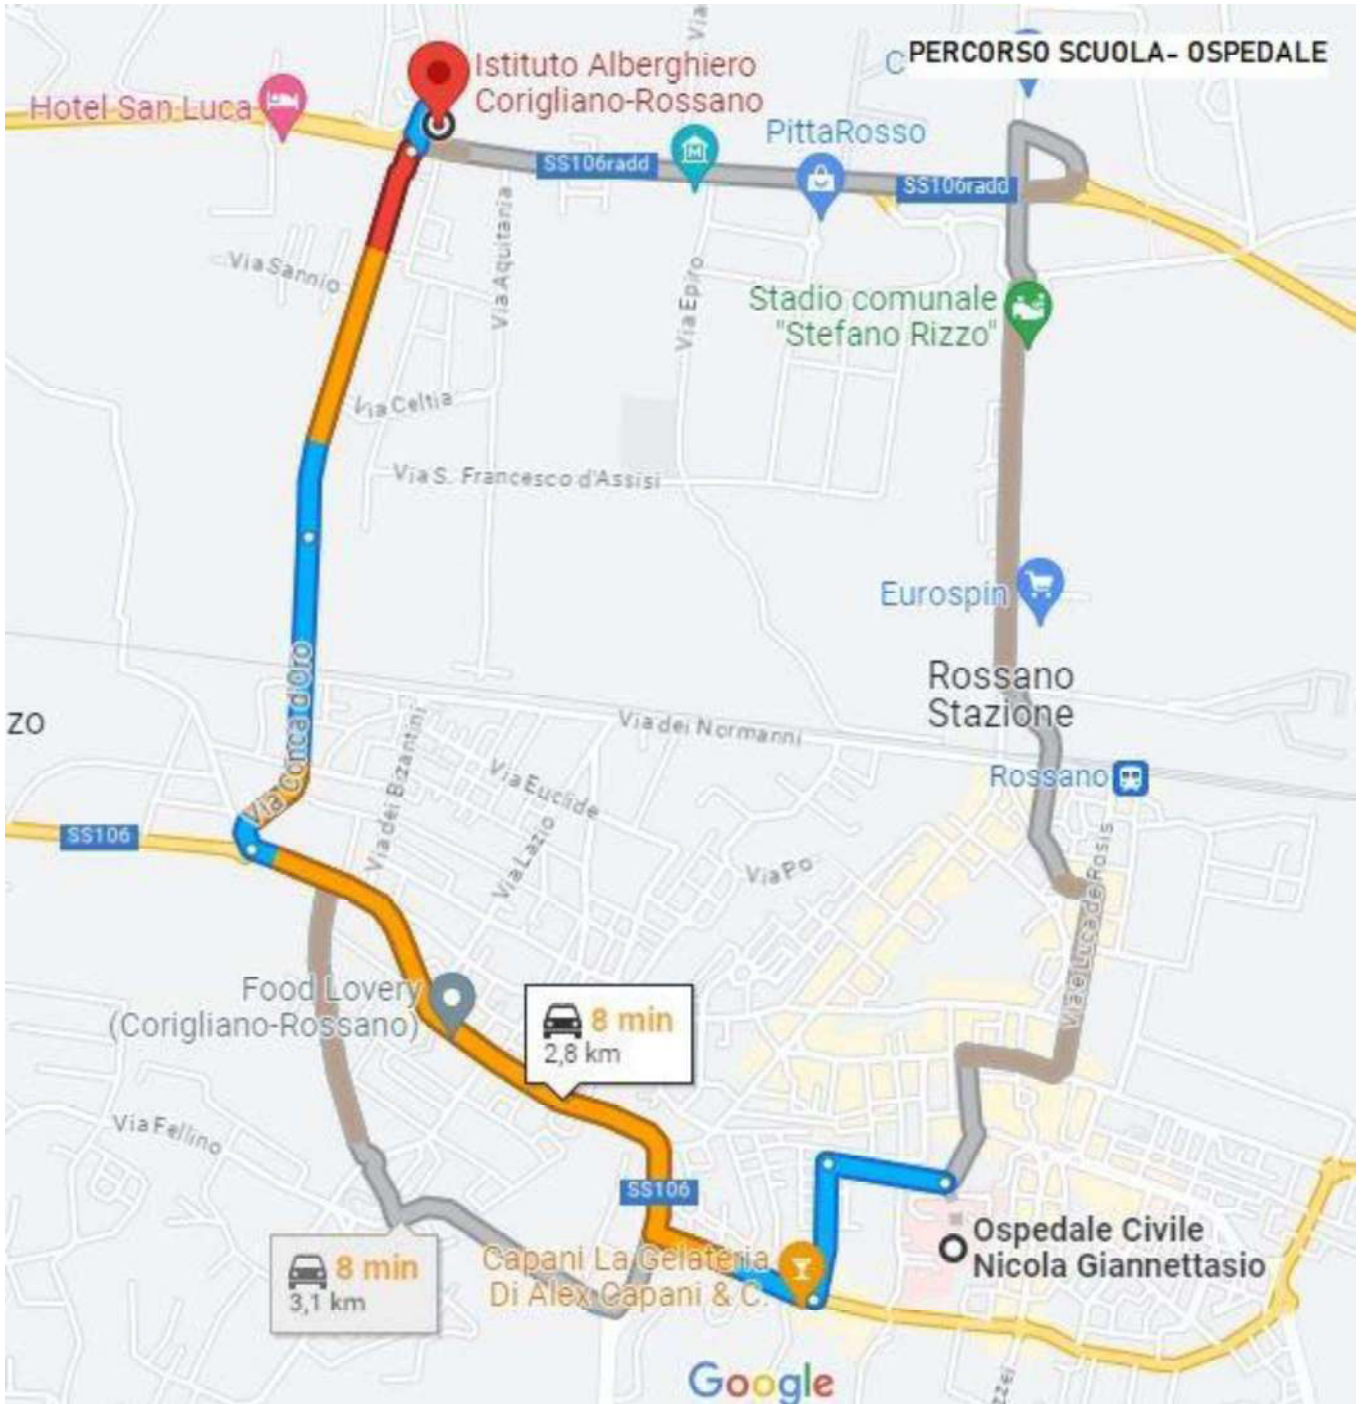 PERCORSO SCUOLA- OSPEDALE
C
Via
Istituto Alberghiero
Corigliano-Rossano
Hotel San Luca
PittaRosso
SS106radd
SS106radd
Via Aquitania
Via Sannio
Via Epiro
Stadio comunale
"Stefano Rizzo"
Via Celtia
Via S. Francesco d'Assisi
Eurospin
Rossano
Stazione
Via Conca d'Oro
zzo
Via dei Normanni
Via dei Bizantini
Via Euclide
Rossano
SS106
Via Lazio
Via Po
Viale Luca de Rosis
Food Lovery
(Corigliano-Rossano)
8 min
2,8 km
Via Fellino
SS106
Ospedale Civile
Nicola Giannettasio
8 min
3,1 km
Capani La Gelateria
Di Alex Capani & C.
Google
zzei